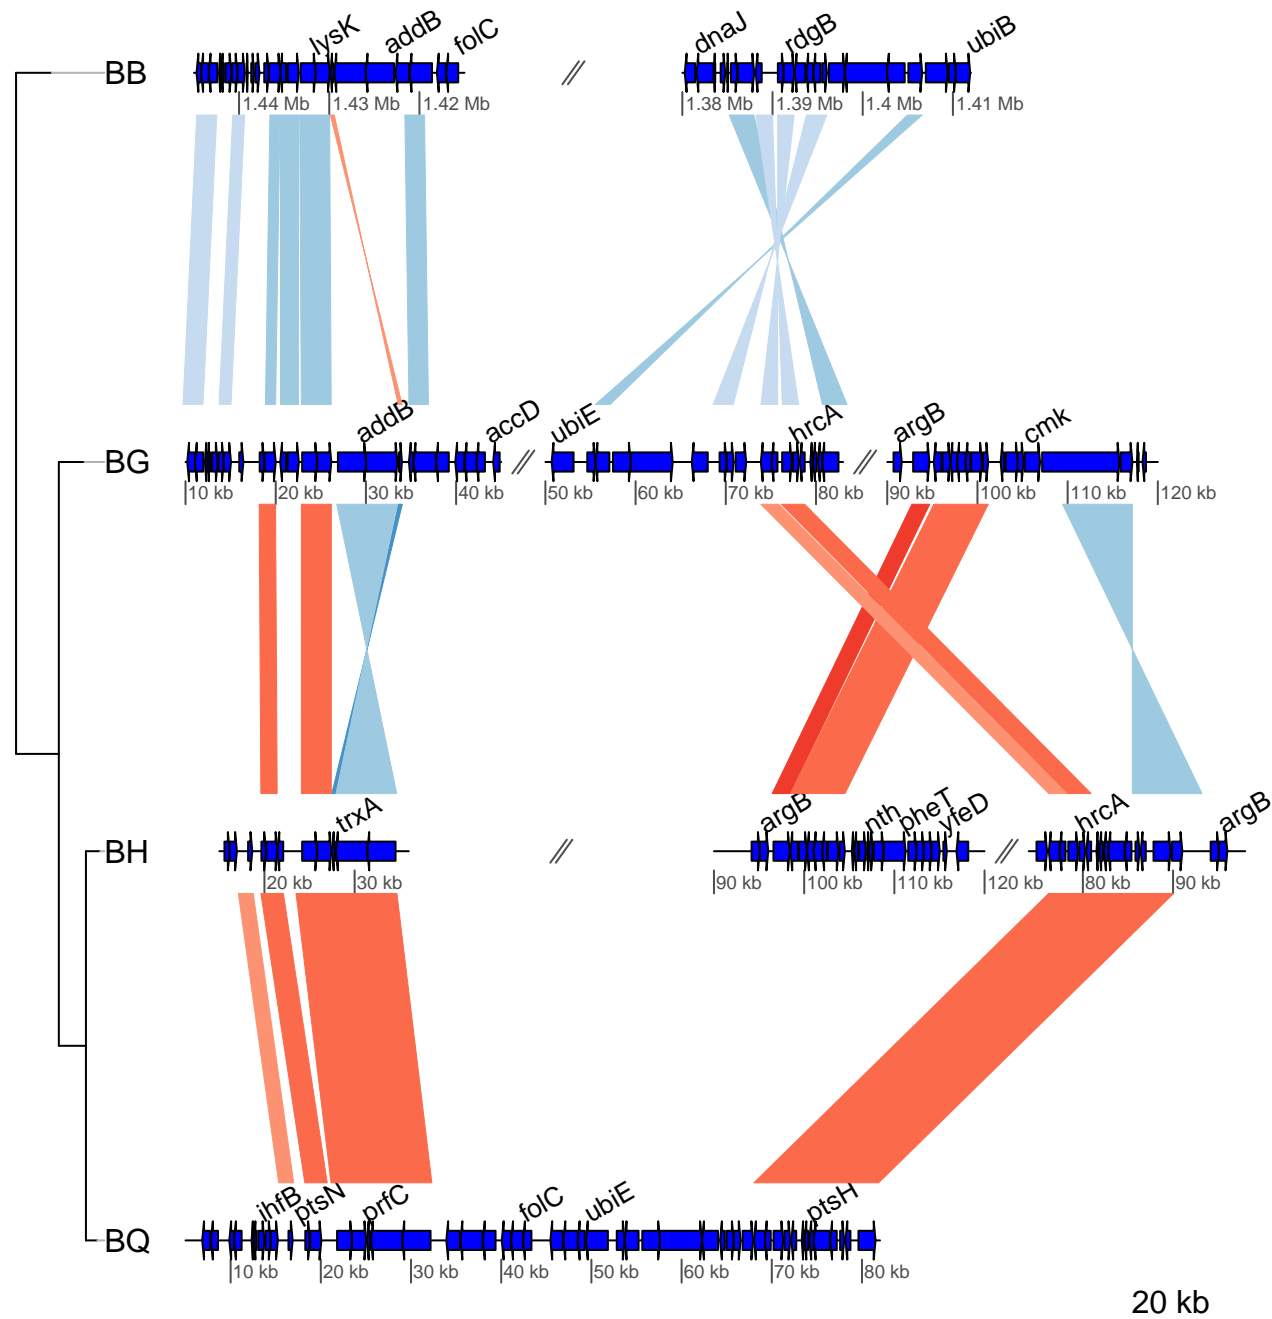 lysK addB folC dnaJ rdgB ubiB
BB
1.44 Mb 1.43 Mb 1.42 Mb 1.38 Mb 1.39 Mb 1.4 Mb 1.41 Mb
addB accD ubiE hrcA argB cmk
BG
10 kb 20 kb 30 kb 40 kb 50 kb 60 kb 70 kb 80 kb 90 kb 100 kb 110 kb 120 kb
trxA argB nth pheT yfeD hrcA argB
BH
20 kb 30 kb 90 kb 100 kb 110 kb 120 kb 80 kb 90 kb
ihfB ptsN prfC folC ubiE ptsH
BQ
10 kb 20 kb 30 kb 40 kb 50 kb 60 kb 70 kb 80 kb
20 kb